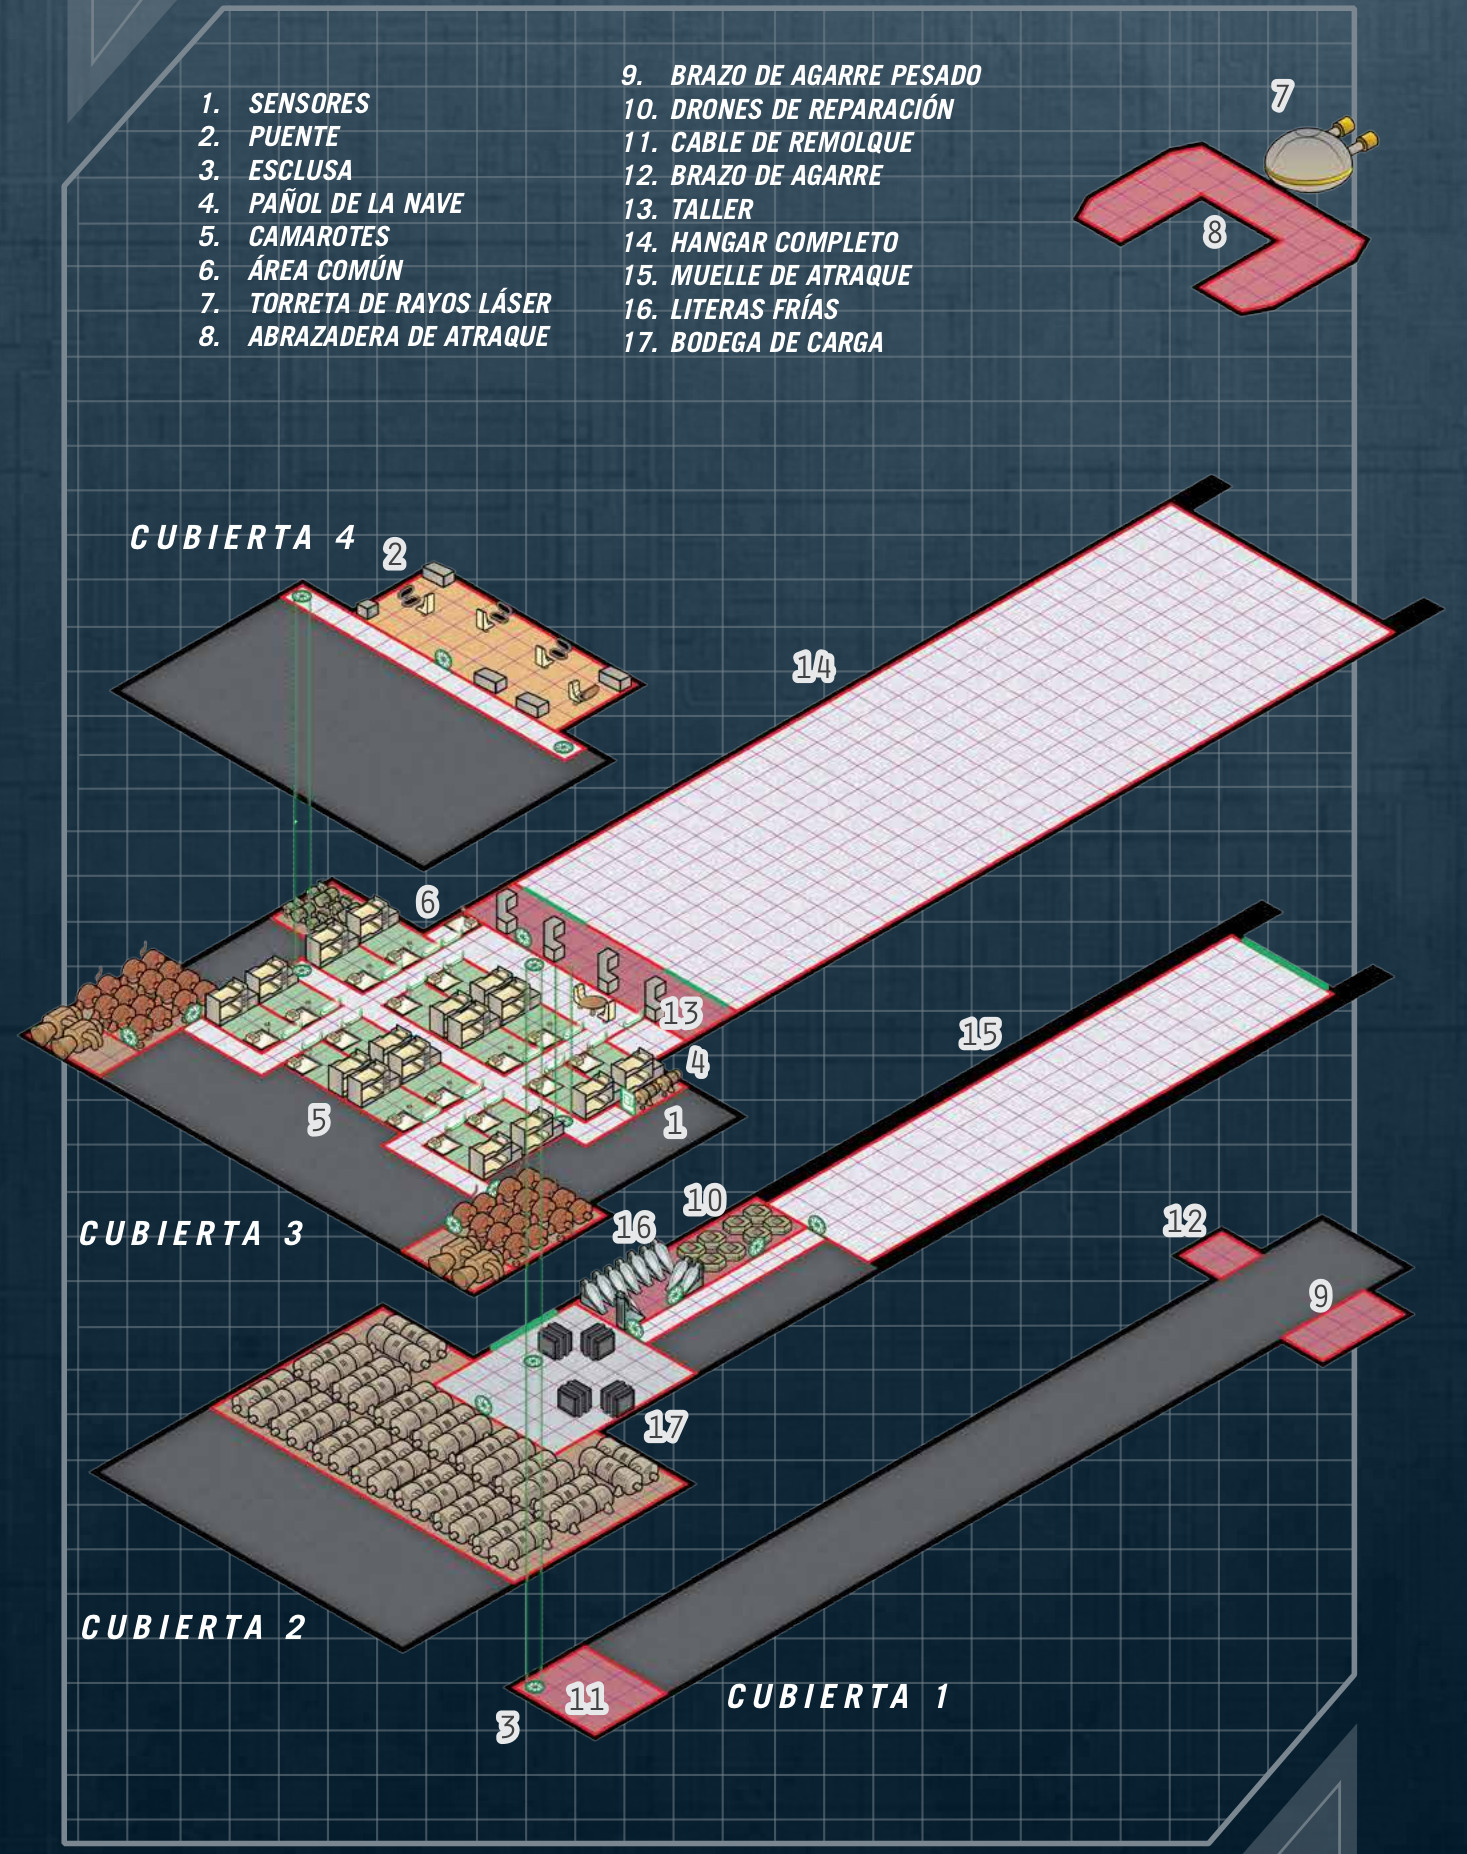 1. SENSORES
2. PUENTE
3. ESCLUSA
4. PAÑOL DE LA NAVE
5. CAMAROTES
6. ÁREA COMÚN
7. TORRETA DE RAYOS LÁSER
8. ABRAZADERA DE ATRAQUE
9. BRAZO DE AGARRE PESADO
10. DRONES DE REPARACIÓN
11. CABLE DE REMOLQUE
12. BRAZO DE AGARRE
13. TALLER
14. HANGAR COMPLETO
15. MUELLE DE ATRAQUE
16. LITERAS FRÍAS
17. BODEGA DE CARGA
7
8
CUBIERTA 4
2
14
6
13
15
4
5
1
CUBIERTA 3
10
16
12
9
17
CUBIERTA 2
11
CUBIERTA 1
3